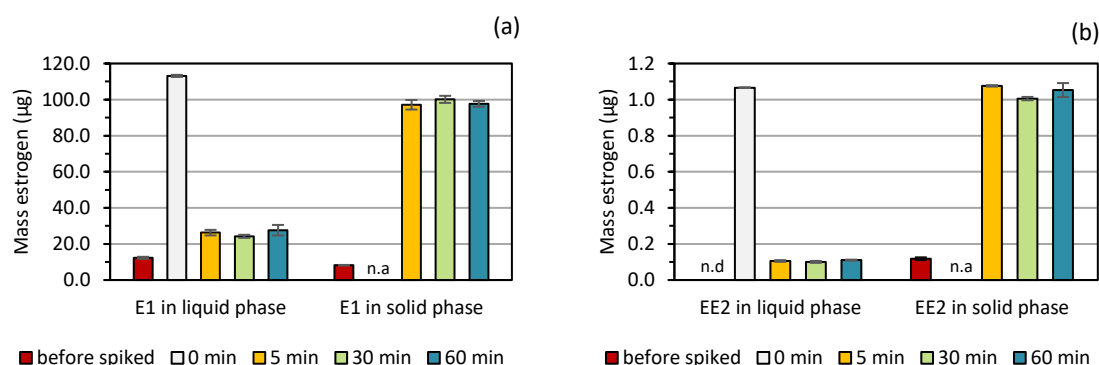 (a)
Mass estrogen (µg)
120.0
100.0
80.0
60.0
40.0
20.0
0.0
n.a
E1 in liquid phase
E1 in solid phase
before spiked
0 min
5 min
30 min
60 min
(b)
Mass estrogen (µg)
1.2
1.0
0.8
0.6
0.4
0.2
0.0
n.d
n.a
EE2 in liquid phase
EE2 in solid phase
before spiked
0 min
5 min
30 min
60 min